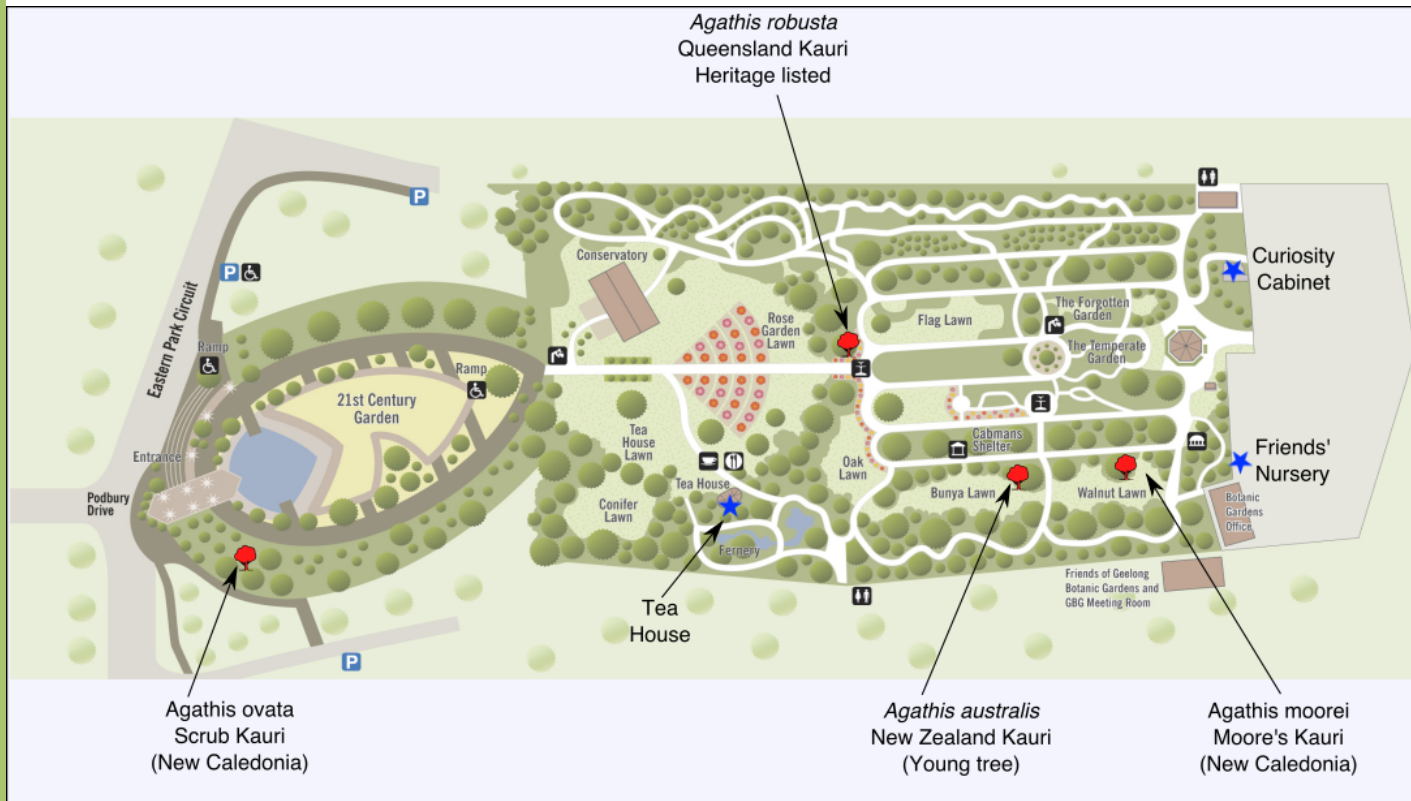 Agathis robusta
Queensland Kauri
Heritage listed
P
P
Eastern Park Circuit
Ramp
Ramp
21st Century
Garden
Entrance
Podbury
Drive
Conservatory
Rose
Garden
Lawn
Flag Lawn
The Forgotten
Garden
The Temperate
Garden
Curiosity
Cabinet
Tea
House
Lawn
Tea House
Conifer
Lawn
Fernery
Oak
Lawn
Cabmans
Shelter
Bunya Lawn
Walnut Lawn
Friends'
Nursery
Botanic
Gardens
Office
Friends of Geelong
Botanic Gardens and
GBG Meeting Room
Tea
House
P
Agathis ovata
Scrub Kauri
(New Caledonia)
Agathis australis
New Zealand Kauri
(Young tree)
Agathis moorei
Moore's Kauri
(New Caledonia)